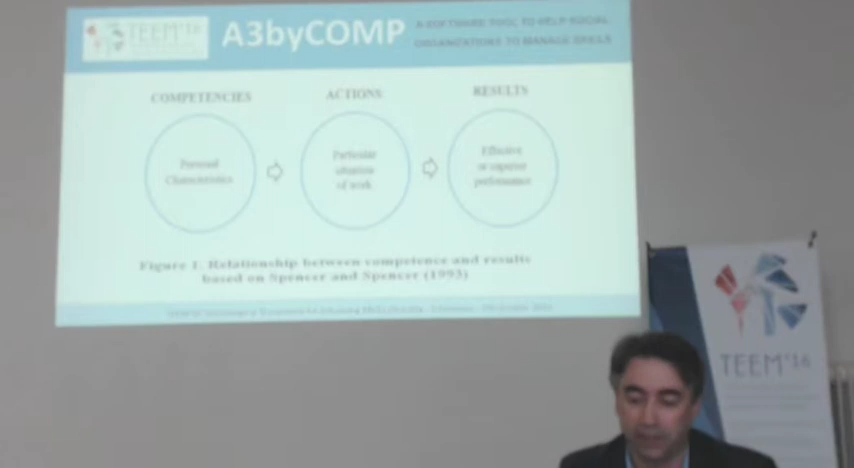 TEEM'16
A3byCOMP
A SOFTWARE TOOL TO HELP SOCIAL
ORGANIZATIONS TO MANAGE SKILLS
COMPETENCIES
ACTIONS
RESULTS
Personal
Characteristics
Particular
situation
of work
Effective
or superior
performance
Figure 1. Relationship between competence and results
based on Spencer and Spencer (1993)
TEEM'16